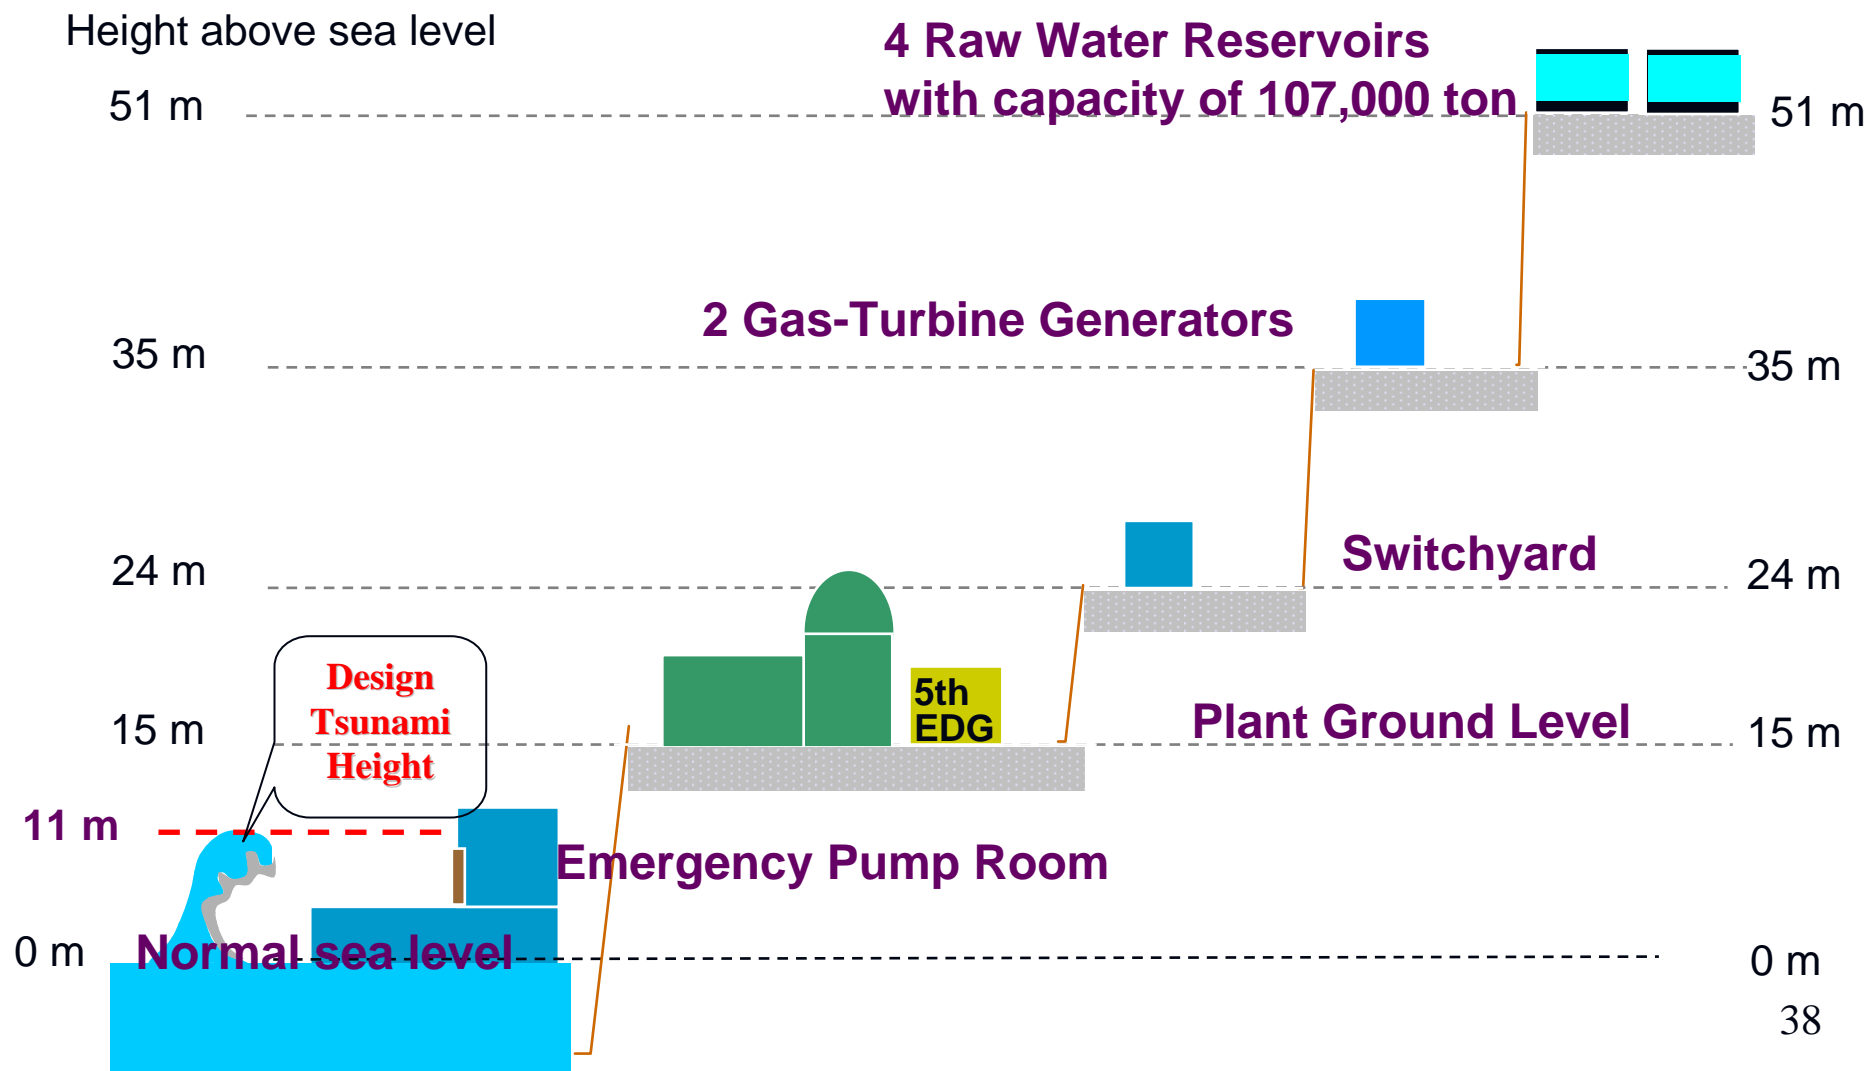 Height above sea level
4 Raw Water Reservoirs
with capacity of 107,000 ton
51 m
51 m
2 Gas-Turbine Generators
35 m
35 m
Switchyard
24 m
24 m
Design
Tsunami
Height
5th
EDG
Plant Ground Level
15 m
15 m
11 m
Emergency Pump Room
0 m
Normal sea level
0 m
38